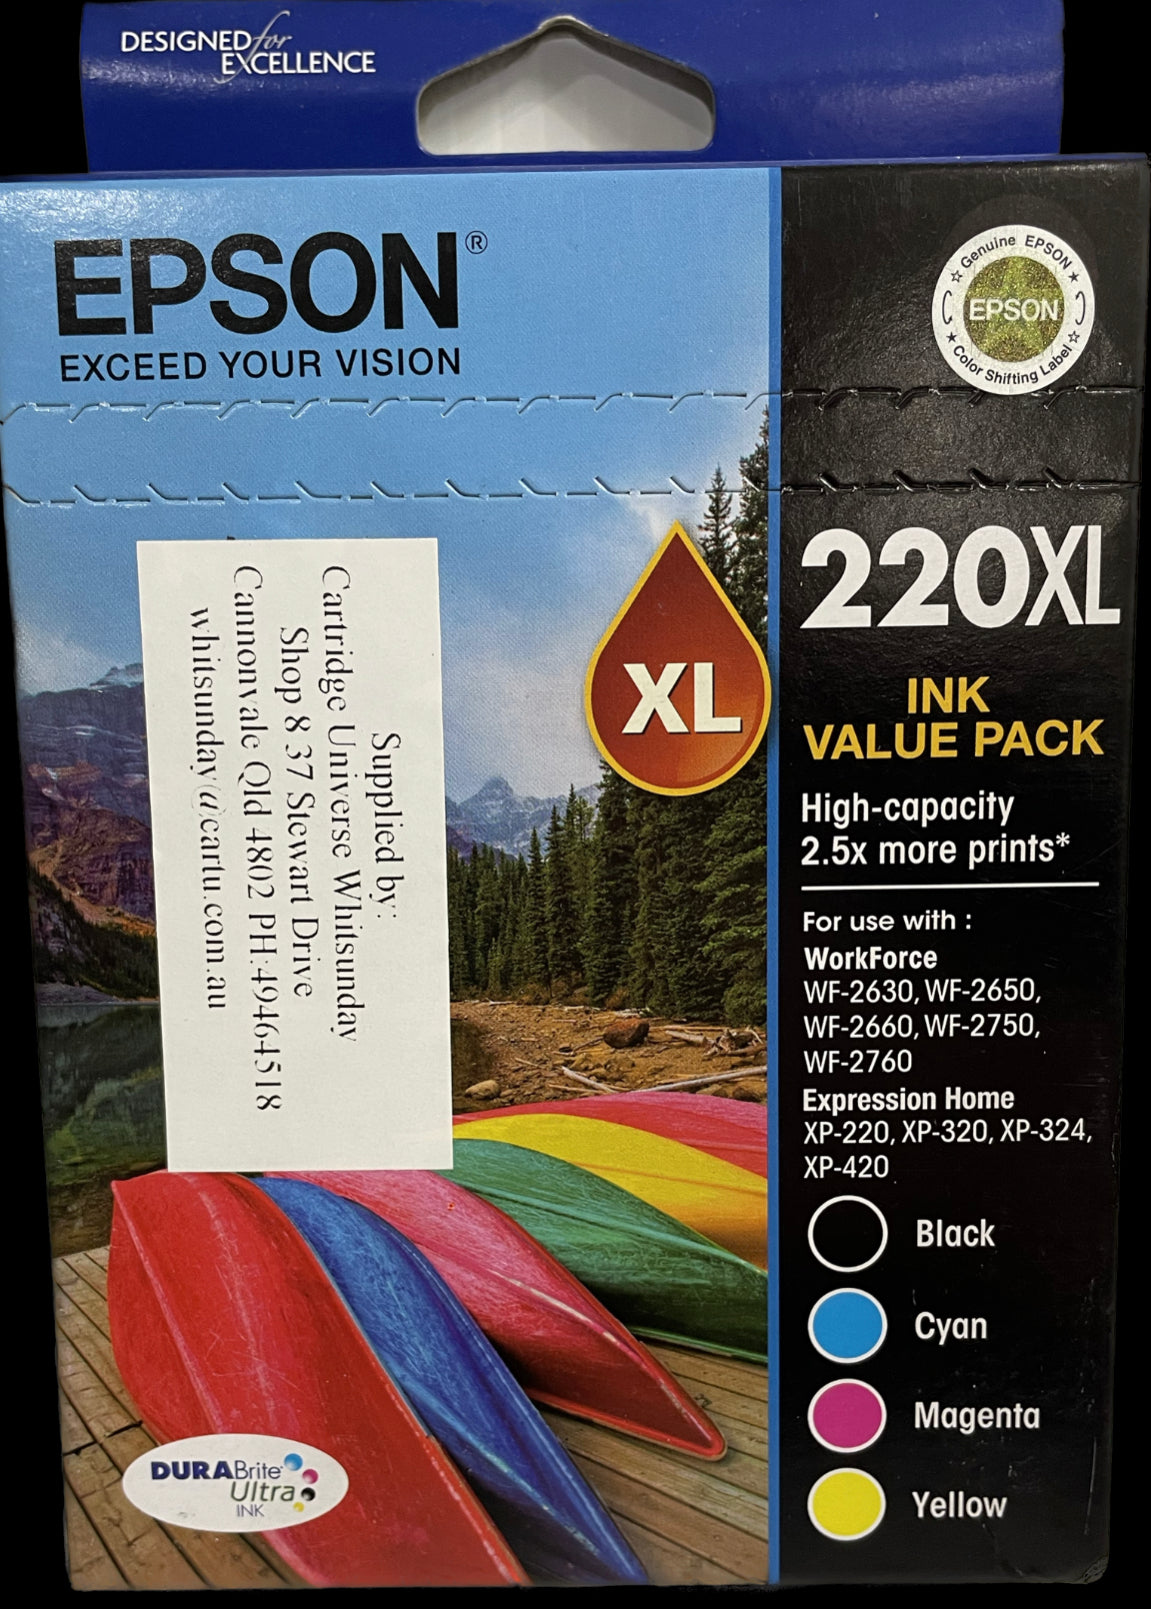 DESIGNED for
EXCELLENCE
EPSON®
EXCEED YOUR VISION
Genuine EPSON
EPSON
Color Shifting Label
220XL
XL
INK
VALUE PACK
High-capacity
2.5x more prints*
For use with :
WorkForce
WF-2630, WF-2650,
WF-2660, WF-2750,
WF-2760
Expression Home
XP-220, XP-320, XP-324,
XP-420
Black
Cyan
Magenta
Yellow
Supplied by:
Cartridge Universe Whitsunday
Shop 8 37 Stewart Drive
Cannonvale Qld 4802 PH:49464518
whitsunday@cartu.com.au
DURABrite
Ultra
INK